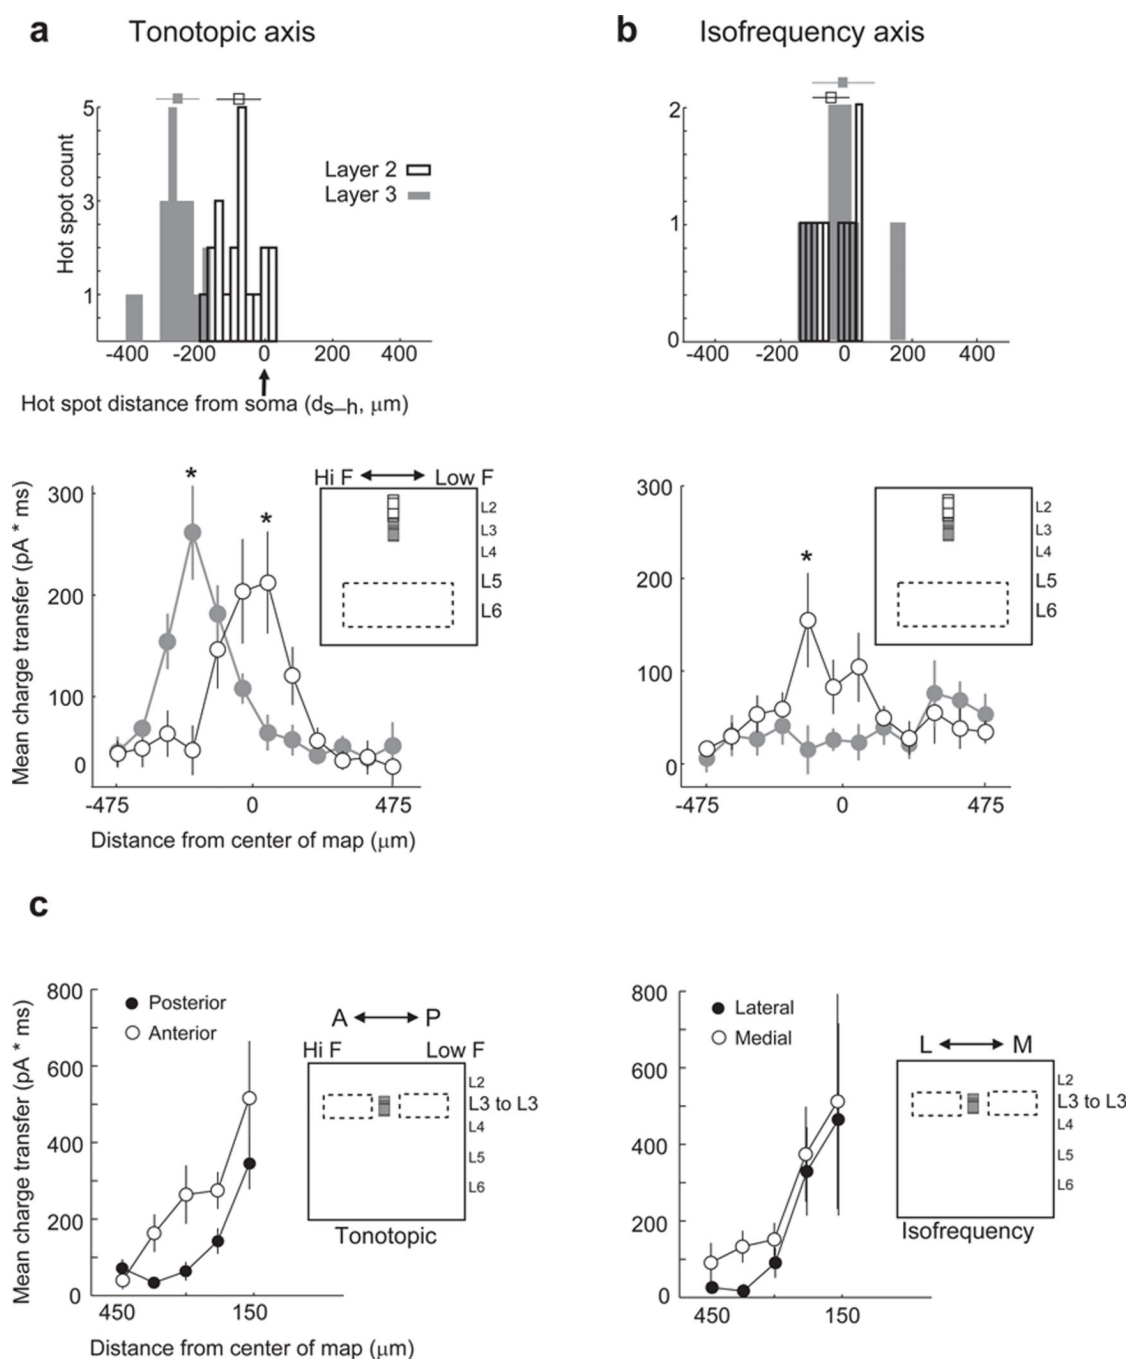 a Tonotopic axis
b Isofrequency axis
5
3
1
Hot spot count
Layer 2
Layer 3
-400 -200 0 200 400
Hot spot distance from soma (ds–h, μm)
2
1
0
-400 -200 0 200 400
Mean charge transfer (pA * ms)
300
200
100
0
*
*
Hi F Low F
L2
L3
L4
L5
L6
-475 0 475
Distance from center of map (μm)
300
200
100
0
*
L2
L3
L4
L5
L6
-475 0 475
c
Mean charge transfer (pA * ms)
800
600
400
200
0
Posterior
Anterior
A P
Hi F Low F
L2
L3 to L3
L4
L5
L6
Tonotopic
450 150
Distance from center of map (μm)
800
600
400
200
0
Lateral
Medial
L M
L2
L3 to L3
L4
L5
L6
Isofrequency
450 150